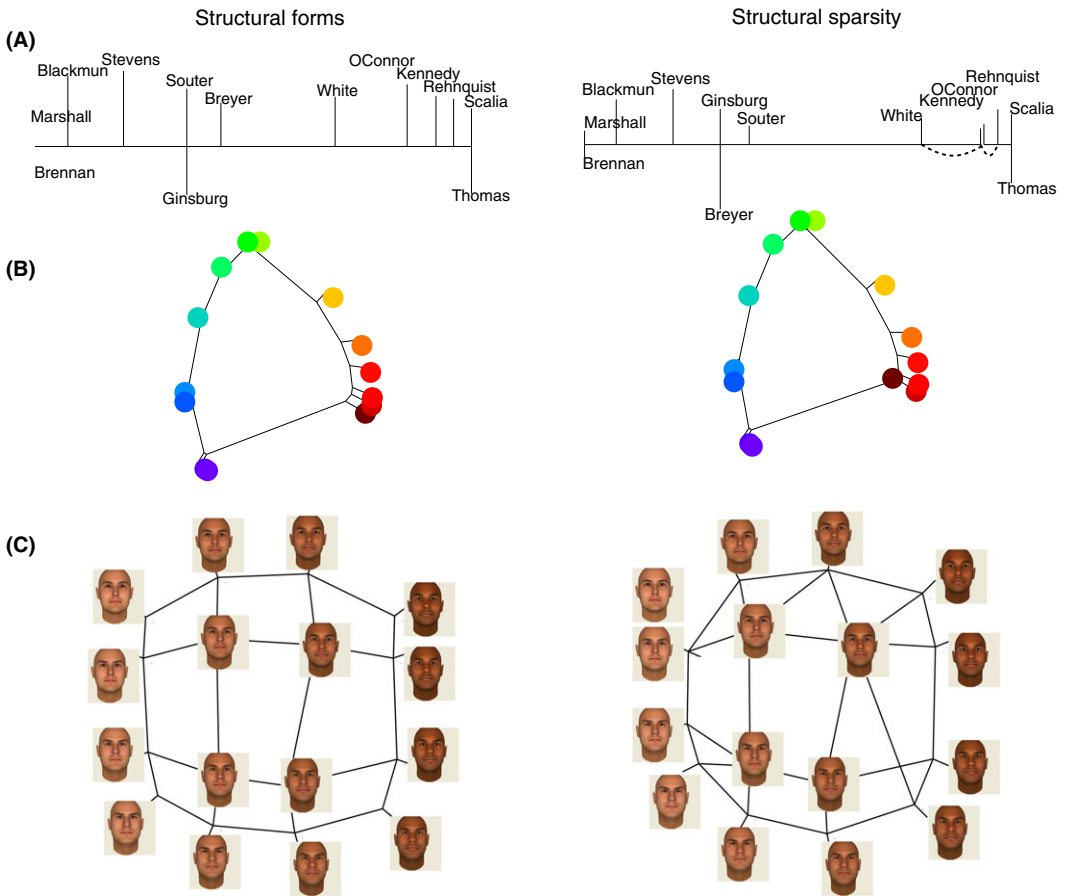 Structural forms
Structural sparsity
(A)
Blackmun
Stevens
Souter
Breyer
White
OConnor
Kennedy
Rehnquist
Scalia
Marshall
Brennan
Ginsburg
Thomas
Blackmun
Stevens
Ginsburg
Souter
White
Kennedy
OConnor
Rehnquist
Scalia
Marshall
Brennan
Breyer
Thomas
(B)
(C)